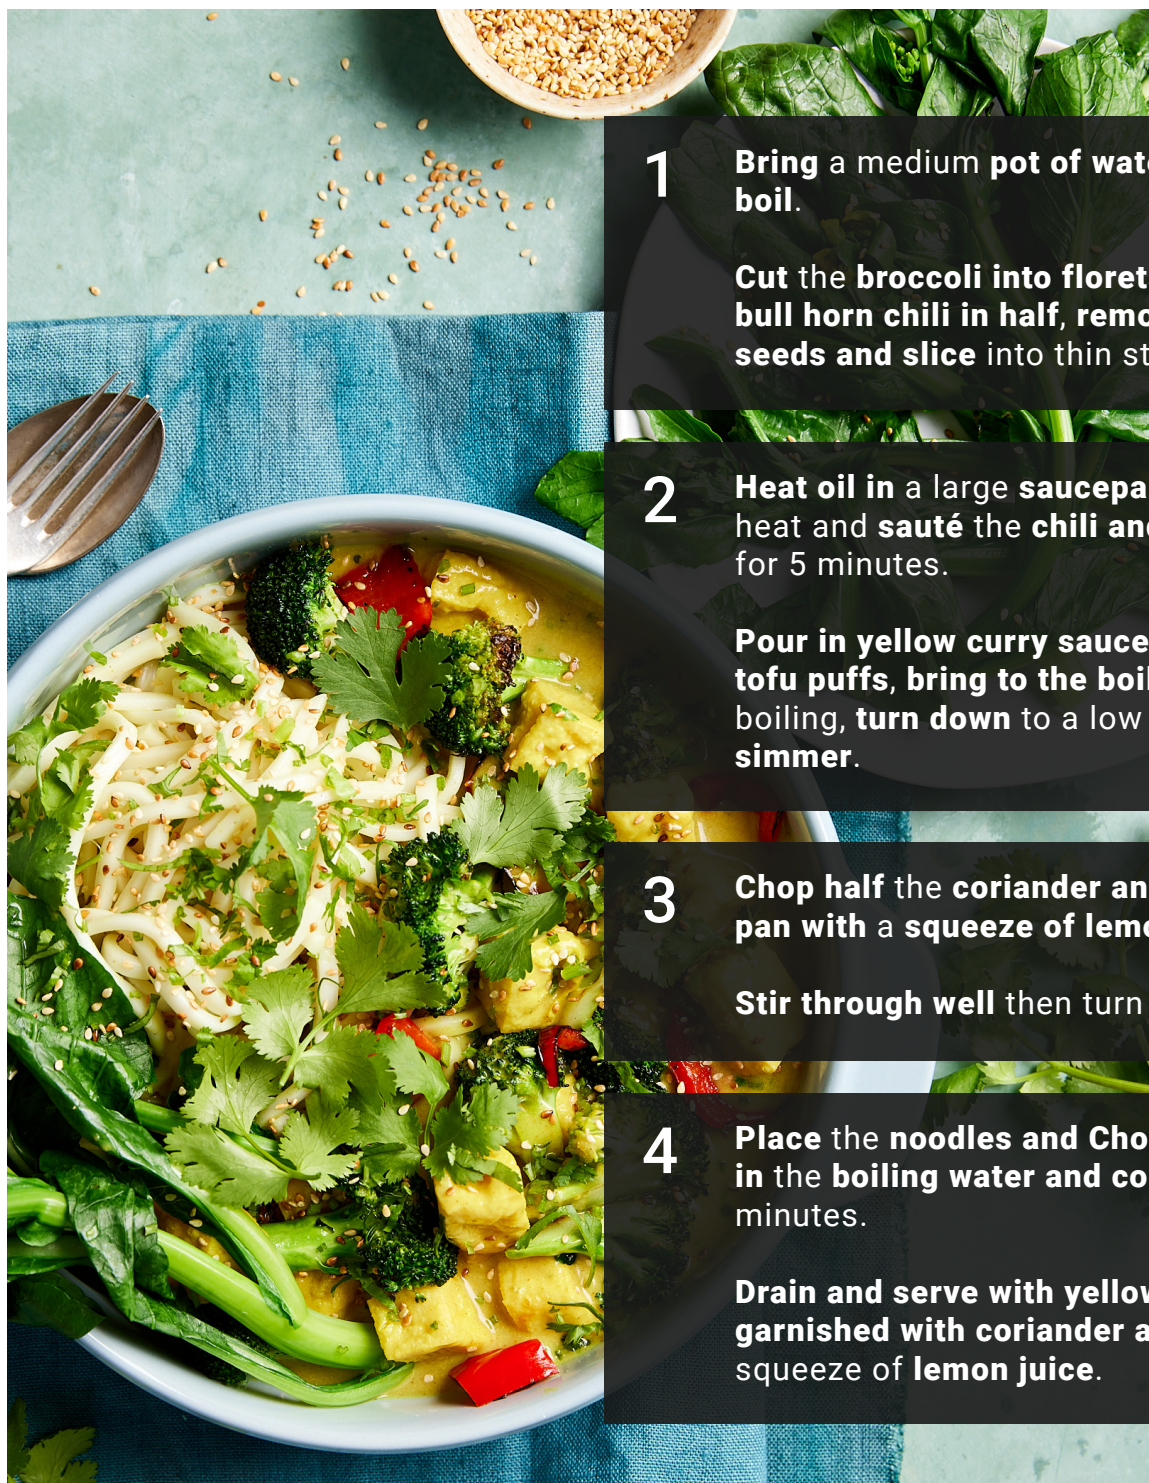 1
Bring a medium pot of wat
boil.
Cut the broccoli into floret
bull horn chili in half, remo
seeds and slice into thin st
2
Heat oil in a large saucepa
heat and sauté the chili and
for 5 minutes.
Pour in yellow curry sauce
tofu puffs, bring to the boil
boiling, turn down to a low
simmer.
3
Chop half the coriander an
pan with a squeeze of lemo
Stir through well then turn
4
Place the noodles and Cho
in the boiling water and co
minutes.
Drain and serve with yellow
garnished with coriander a
squeeze of lemon juice.